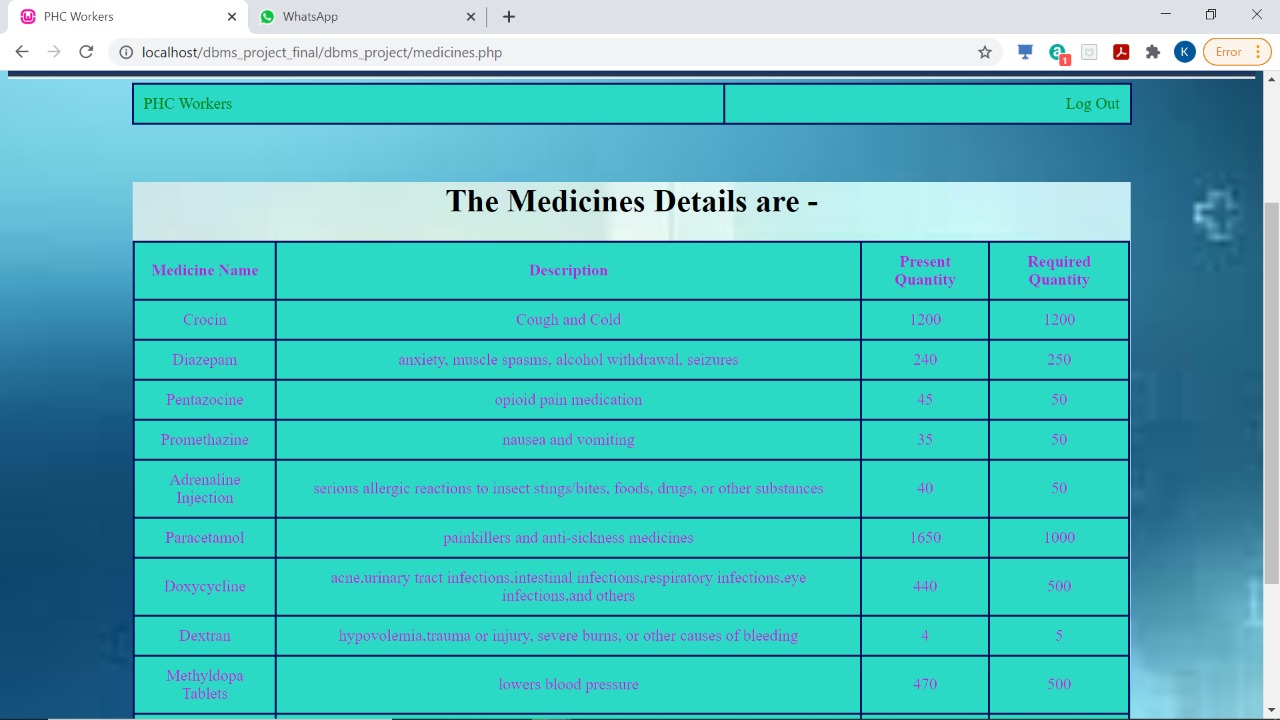 PHC Workers
WhatsApp
localhost/dbms_project_final/dbms_project/medicines.php
1
K
Error
PHC Workers
Log Out
The Medicines Details are -
Medicine Name
Description
Present
Quantity
Required
Quantity
Crocin
Cough and Cold
1200
1200
Diazepam
anxiety, muscle spasms, alcohol withdrawal, seizures
240
250
Pentazocine
opioid pain medication
45
50
Promethazine
nausea and vomiting
35
50
Adrenaline
Injection
serious allergic reactions to insect stings/bites, foods, drugs, or other substances
40
50
Paracetamol
painkillers and anti-sickness medicines
1650
1000
Doxycycline
acne,urinary tract infections,intestinal infections,respiratory infections,eye
infections,and others
440
500
Dextran
hypovolemia,trauma or injury, severe burns, or other causes of bleeding
4
5
Methyldopa
Tablets
lowers blood pressure
470
500